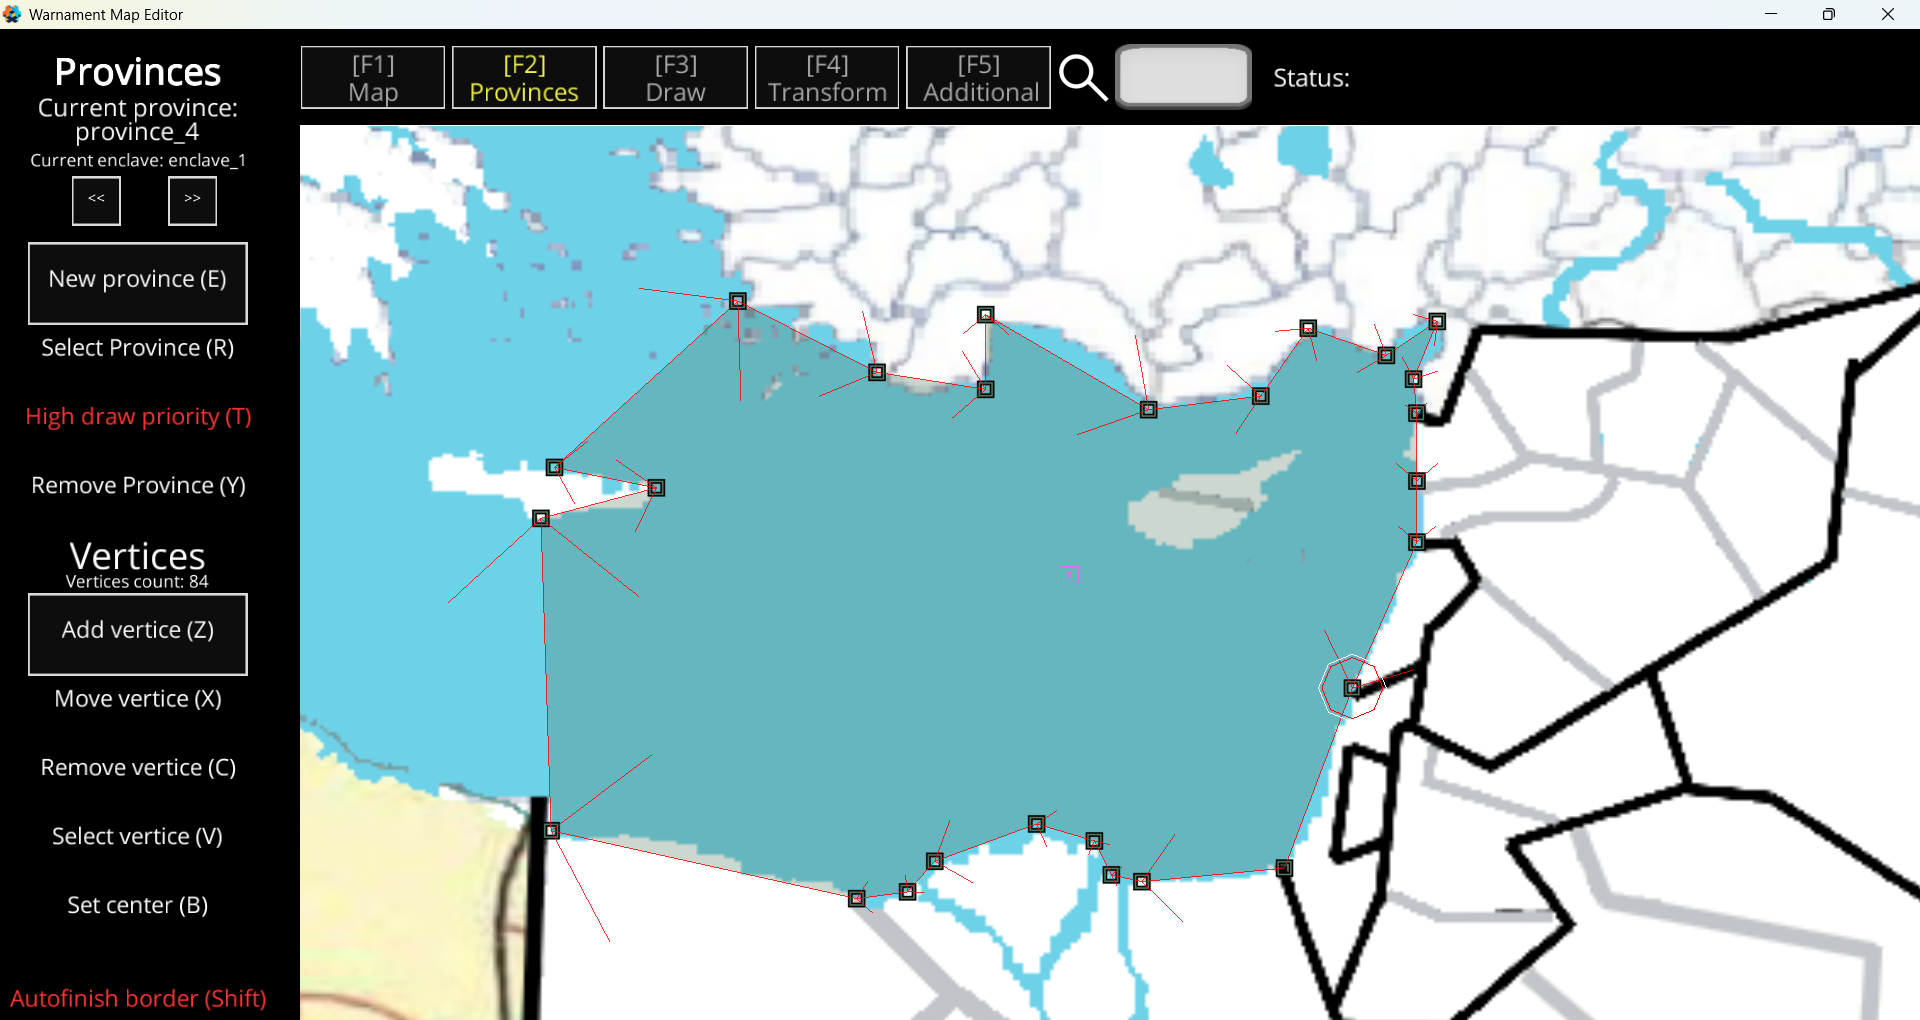 Warnament Map Editor
Provinces
Current province:
province_4
Current enclave: enclave_1
<<
>>
New province (E)
Select Province (R)
High draw priority (T)
Remove Province (Y)
Vertices
Vertices count: 84
Add vertice (Z)
Move vertice (X)
Remove vertice (C)
Select vertice (V)
Set center (B)
Autofinish border (Shift)
[F1]
Map
[F2]
Provinces
[F3]
Draw
[F4]
Transform
[F5]
Additional
Status: